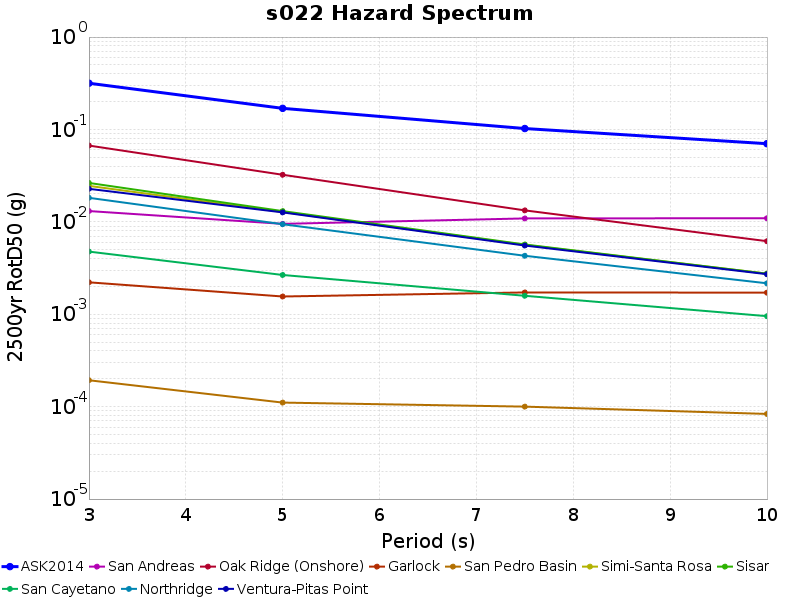 s022 Hazard Spectrum
10^0
10^-1
10^-2
10^-3
10^-4
10^-5
2500yr RotD50 (g)
3 4 5 6 7 8 9 10
Period (s)
ASK2014 San Andreas Oak Ridge (Onshore) Garlock San Pedro Basin Simi-Santa Rosa Sisar
San Cayetano Northridge Ventura-Pitas Point